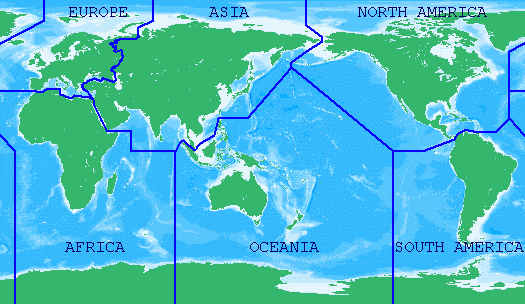 EUROPE
ASIA
NORTH AMERICA
AFRICA
OCEANIA
SOUTH AMERICA